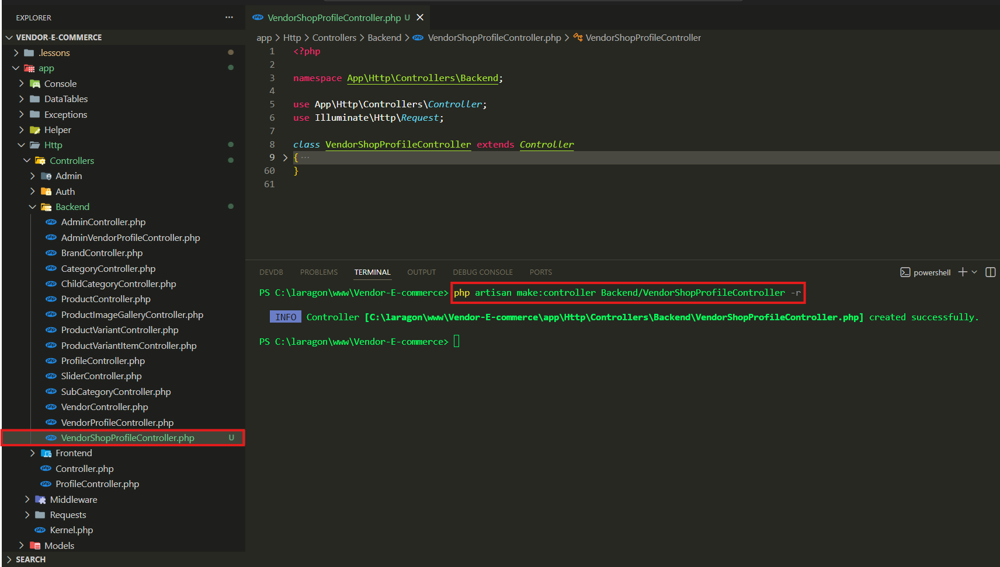 EXPLORER
VENDOR-E-COMMERCE
.lessons
app
Console
DataTables
Exceptions
Helper
Http
Controllers
Admin
Auth
Backend
AdminController.php
AdminVendorProfileController.php
BrandController.php
CategoryController.php
ChildCategoryController.php
ProductController.php
ProductImageGalleryController.php
ProductVariantController.php
ProductVariantItemController.php
ProfileController.php
SliderController.php
SubCategoryController.php
VendorController.php
VendorProfileController.php
VendorShopProfileController.php U
Frontend
Controller.php
ProfileController.php
Middleware
Requests
Kernel.php
Models
SEARCH
VendorShopProfileController.php U
app > Http > Controllers > Backend > VendorShopProfileController.php > VendorShopProfileController
1 <?php
2
3 namespace App\Http\Controllers\Backend;
4
5 use App\Http\Controllers\Controller;
6 use Illuminate\Http\Request;
7
8 class VendorShopProfileController extends Controller
9 { ...
60 }
61
DEVDB PROBLEMS TERMINAL OUTPUT DEBUG CONSOLE PORTS powershell
PS C:\laragon\www\Vendor-E-commerce> php artisan make:controller Backend/VendorShopProfileController -r
INFO Controller [C:\laragon\www\Vendor-E-commerce\app\Http\Controllers\Backend\VendorShopProfileController.php] created successfully.
PS C:\laragon\www\Vendor-E-commerce>